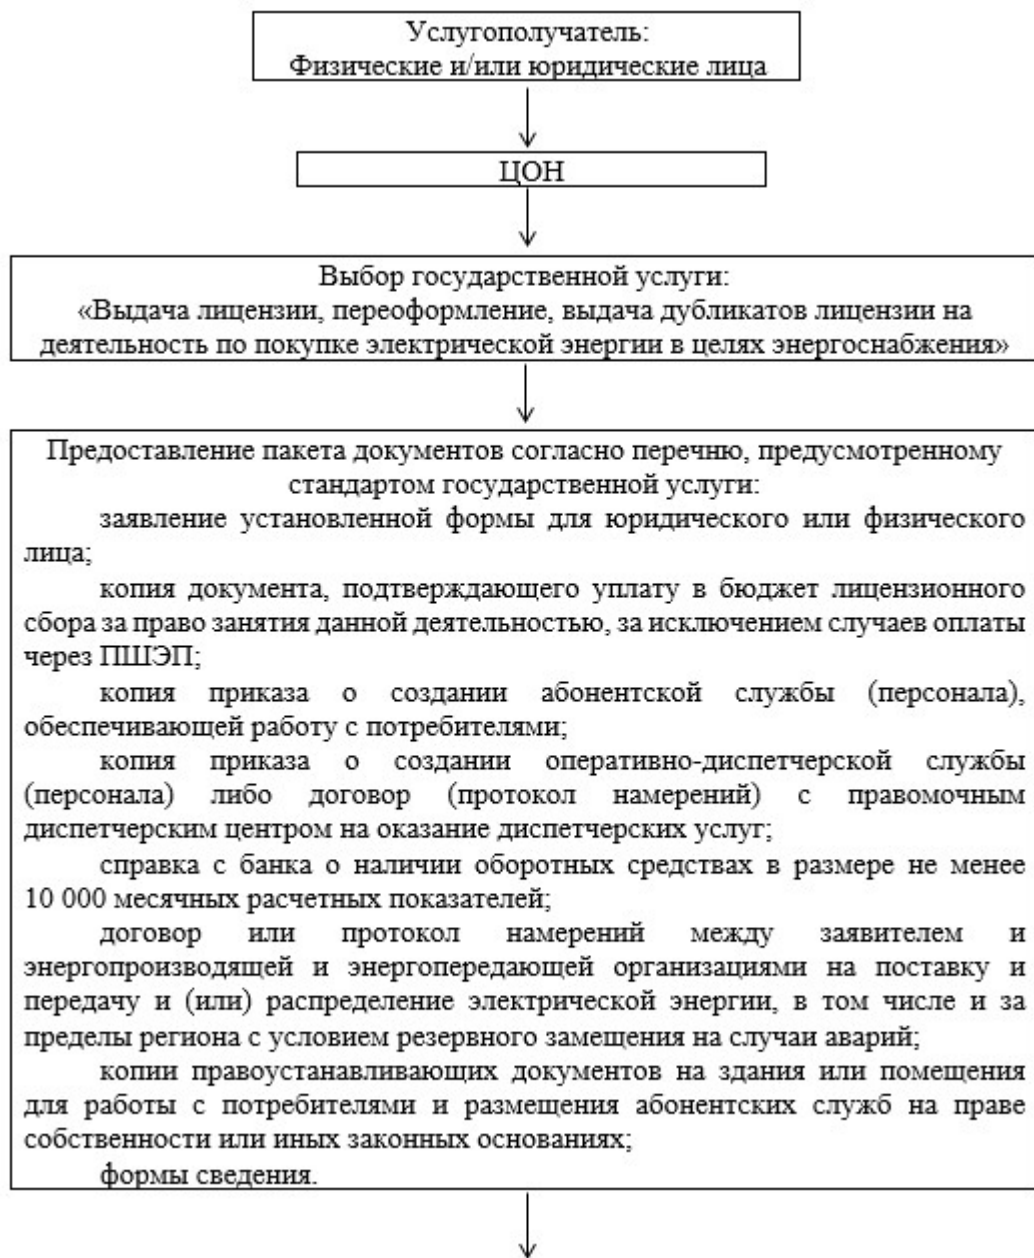 Услугополучатель:
Физические и/или юридические лица
ЦОН
Выбор государственной услуги:
«Выдача лицензии, переоформление, выдача дубликатов лицензии на
деятельность по покупке электрической энергии в целях энергоснабжения»
Предоставление пакета документов согласно перечню, предусмотренному
стандартом государственной услуги:
заявление установленной формы для юридического или физического
лица;
копия документа, подтверждающего уплату в бюджет лицензионного
сбора за право занятия данной деятельностью, за исключением случаев оплаты
через ПШЭП;
копия приказа о создании абонентской службы (персонала),
обеспечивающей работу с потребителями;
копия приказа о создании оперативно-диспетчерской службы
(персонала) либо договор (протокол намерений) с правомочным
диспетчерским центром на оказание диспетчерских услуг;
справка с банка о наличии оборотных средствах в размере не менее
10 000 месячных расчетных показателей;
договор или протокол намерений между заявителем и
энергопроизводящей и энергопередающей организациями на поставку и
передачу и (или) распределение электрической энергии, в том числе и за
пределы региона с условием резервного замещения на случаи аварий;
копии правоустанавливающих документов на здания или помещения
для работы с потребителями и размещения абонентских служб на праве
собственности или иных законных основаниях;
формы сведения.